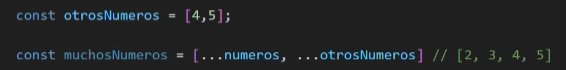 const otrosNumeros = [4,5];
const muchosNumeros = [...numeros, ...otrosNumeros] // [2, 3, 4, 5]